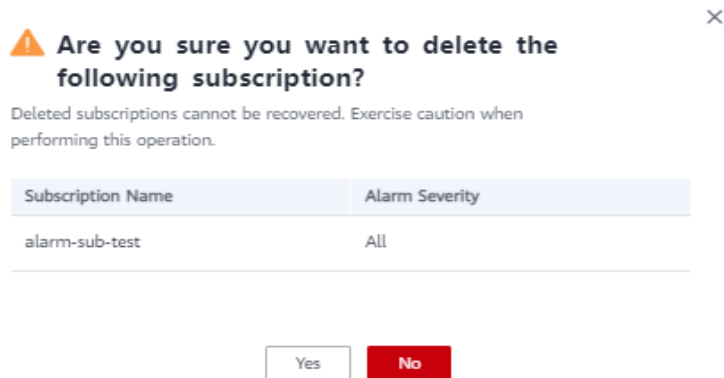 Are you sure you want to delete the
following subscription?
Deleted subscriptions cannot be recovered. Exercise caution when
performing this operation.
Subscription Name Alarm Severity
alarm-sub-test All
Yes No